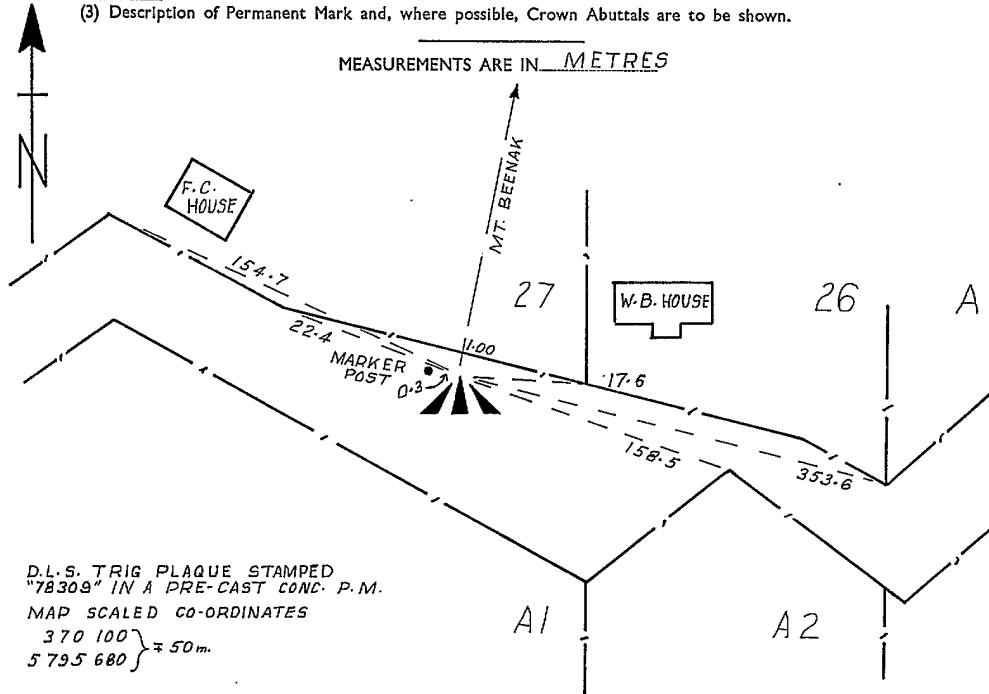 (3) Description of Permanent Mark and, where possible, Crown Abuttals are to be shown.
MEASUREMENTS ARE IN METRES
N
F.C.
HOUSE
MT. BEENAK
154.7
27
W.B. HOUSE
26
A
22.4
1.00
MARKER
POST
0.3
17.6
158.5
353.6
D.L.S. TRIG PLAQUE STAMPED
"78309" IN A PRE-CAST CONC. P.M.
MAP SCALED CO-ORDINATES
370 100
5 795 680
∓ 50m.
A1
A2